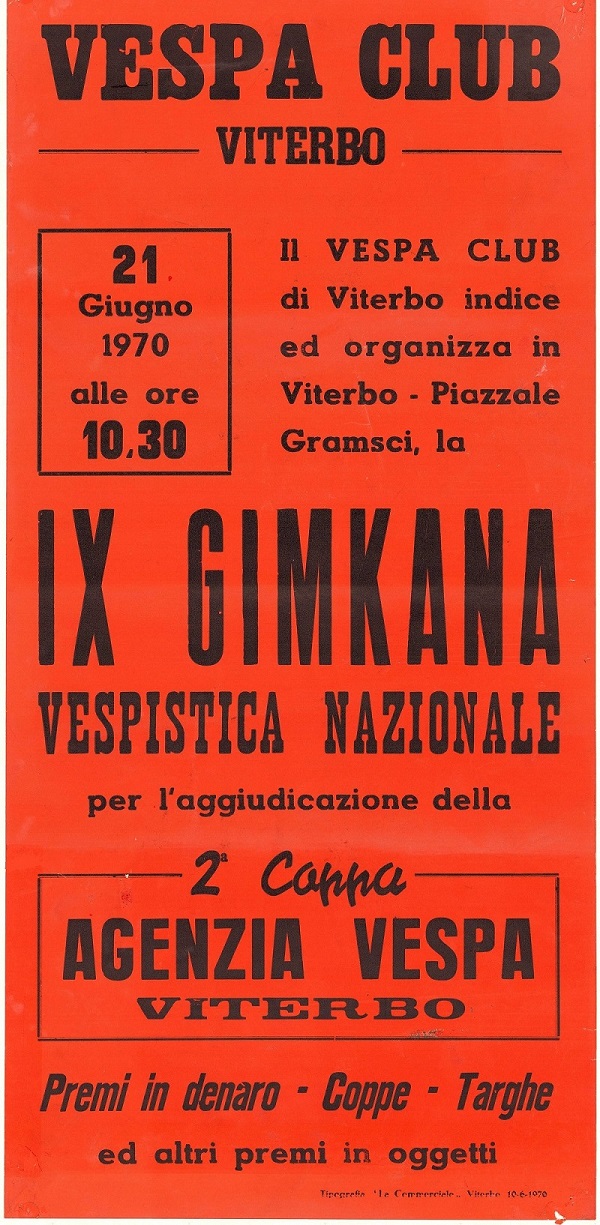 VESPA CLUB
VITERBO
21
Giugno
1970
alle ore
10,30
Il VESPA CLUB
di Viterbo indice
ed organizza in
Viterbo - Piazzale
Gramsci, la
IX GIMKANA
VESPISTICA NAZIONALE
per l'aggiudicazione della
2ª Coppa
AGENZIA VESPA
VITERBO
Premi in denaro - Coppe - Targhe
ed altri premi in oggetti
Tipografia "La Commerciale„ Viterbo 10-6-1970